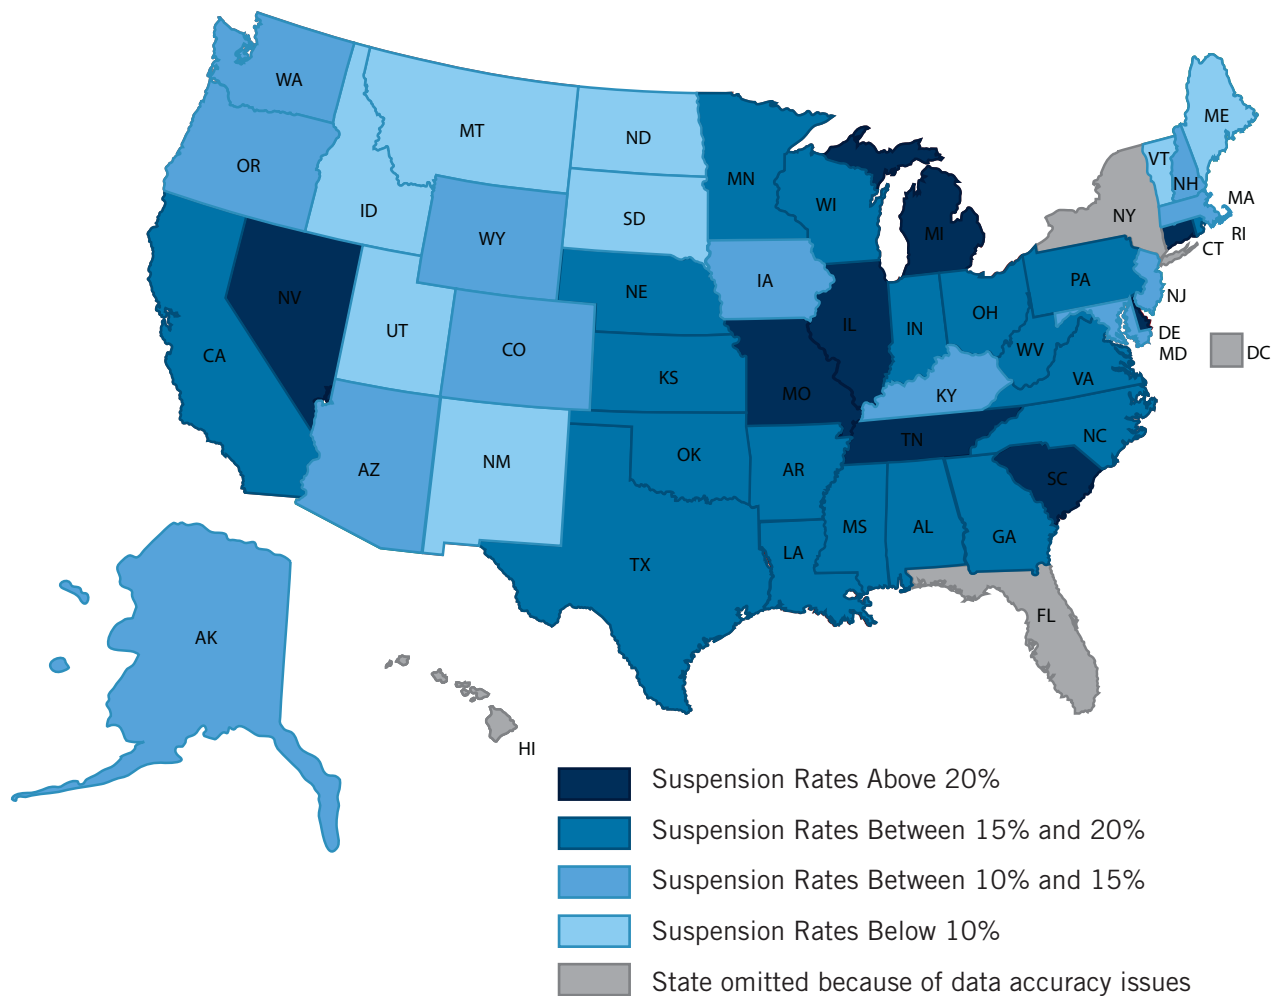 WA
MT
ND
ME
OR
MN
VT
ID
SD
WI
NH
MA
WY
NY
MI
RI
CT
NV
NE
IA
PA
NJ
UT
CO
IL
IN
OH
DE
CA
WV
MD
DC
KS
MO
KY
VA
AZ
NM
OK
AR
TN
NC
SC
MS
AL
GA
LA
TX
AK
FL
HI
Suspension Rates Above 20%
Suspension Rates Between 15% and 20%
Suspension Rates Between 10% and 15%
Suspension Rates Below 10%
State omitted because of data accuracy issues